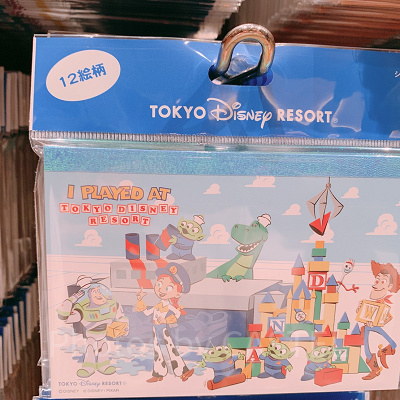 12絵柄
TOKYO Disney RESORT
I PLAYED AT
TOKYO DISNEY
RESORT
TOKYO Disney RESORT
©DISNEY ©DISNEY/PIXAR